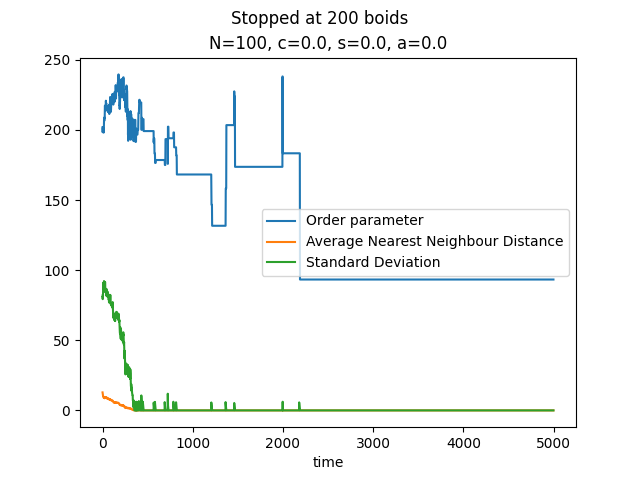 Stopped at 200 boids
N=100, c=0.0, s=0.0, a=0.0
250
200
150
100
50
0
Order parameter
Average Nearest Neighbour Distance
Standard Deviation
0 1000 2000 3000 4000 5000
time